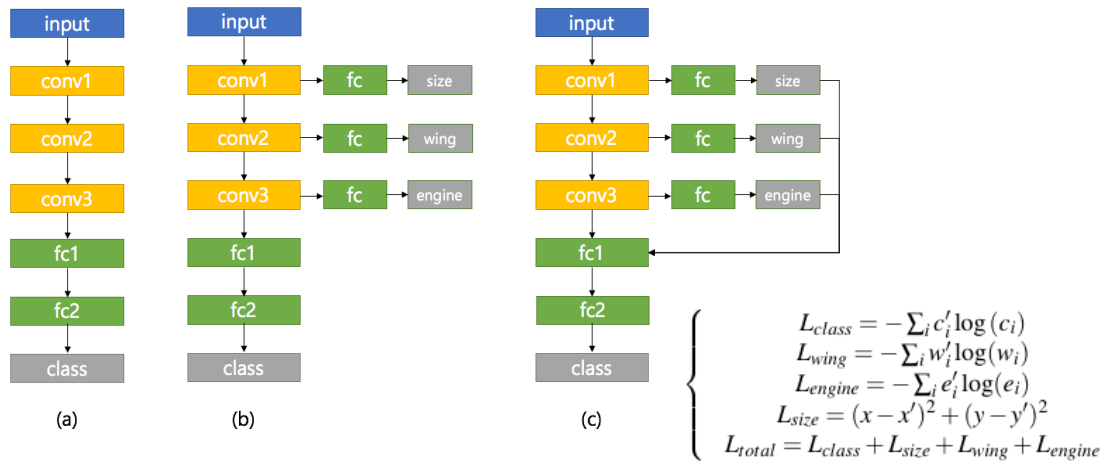 input
conv1
conv2
conv3
fc1
fc2
class
(a)
input
conv1 fc size
conv2 fc wing
conv3 fc engine
fc1
fc2
class
(b)
input
conv1 fc size
conv2 fc wing
conv3 fc engine
fc1
fc2
class
(c)
L_{class} = -∑_i c'_i log (c_i)
L_{wing} = -∑_i w'_i log(w_i)
L_{engine} = -∑_i e'_i log(e_i)
L_{size} = (x - x')^2 + (y - y')^2
L_{total} = L_{class} + L_{size} + L_{wing} + L_{engine}